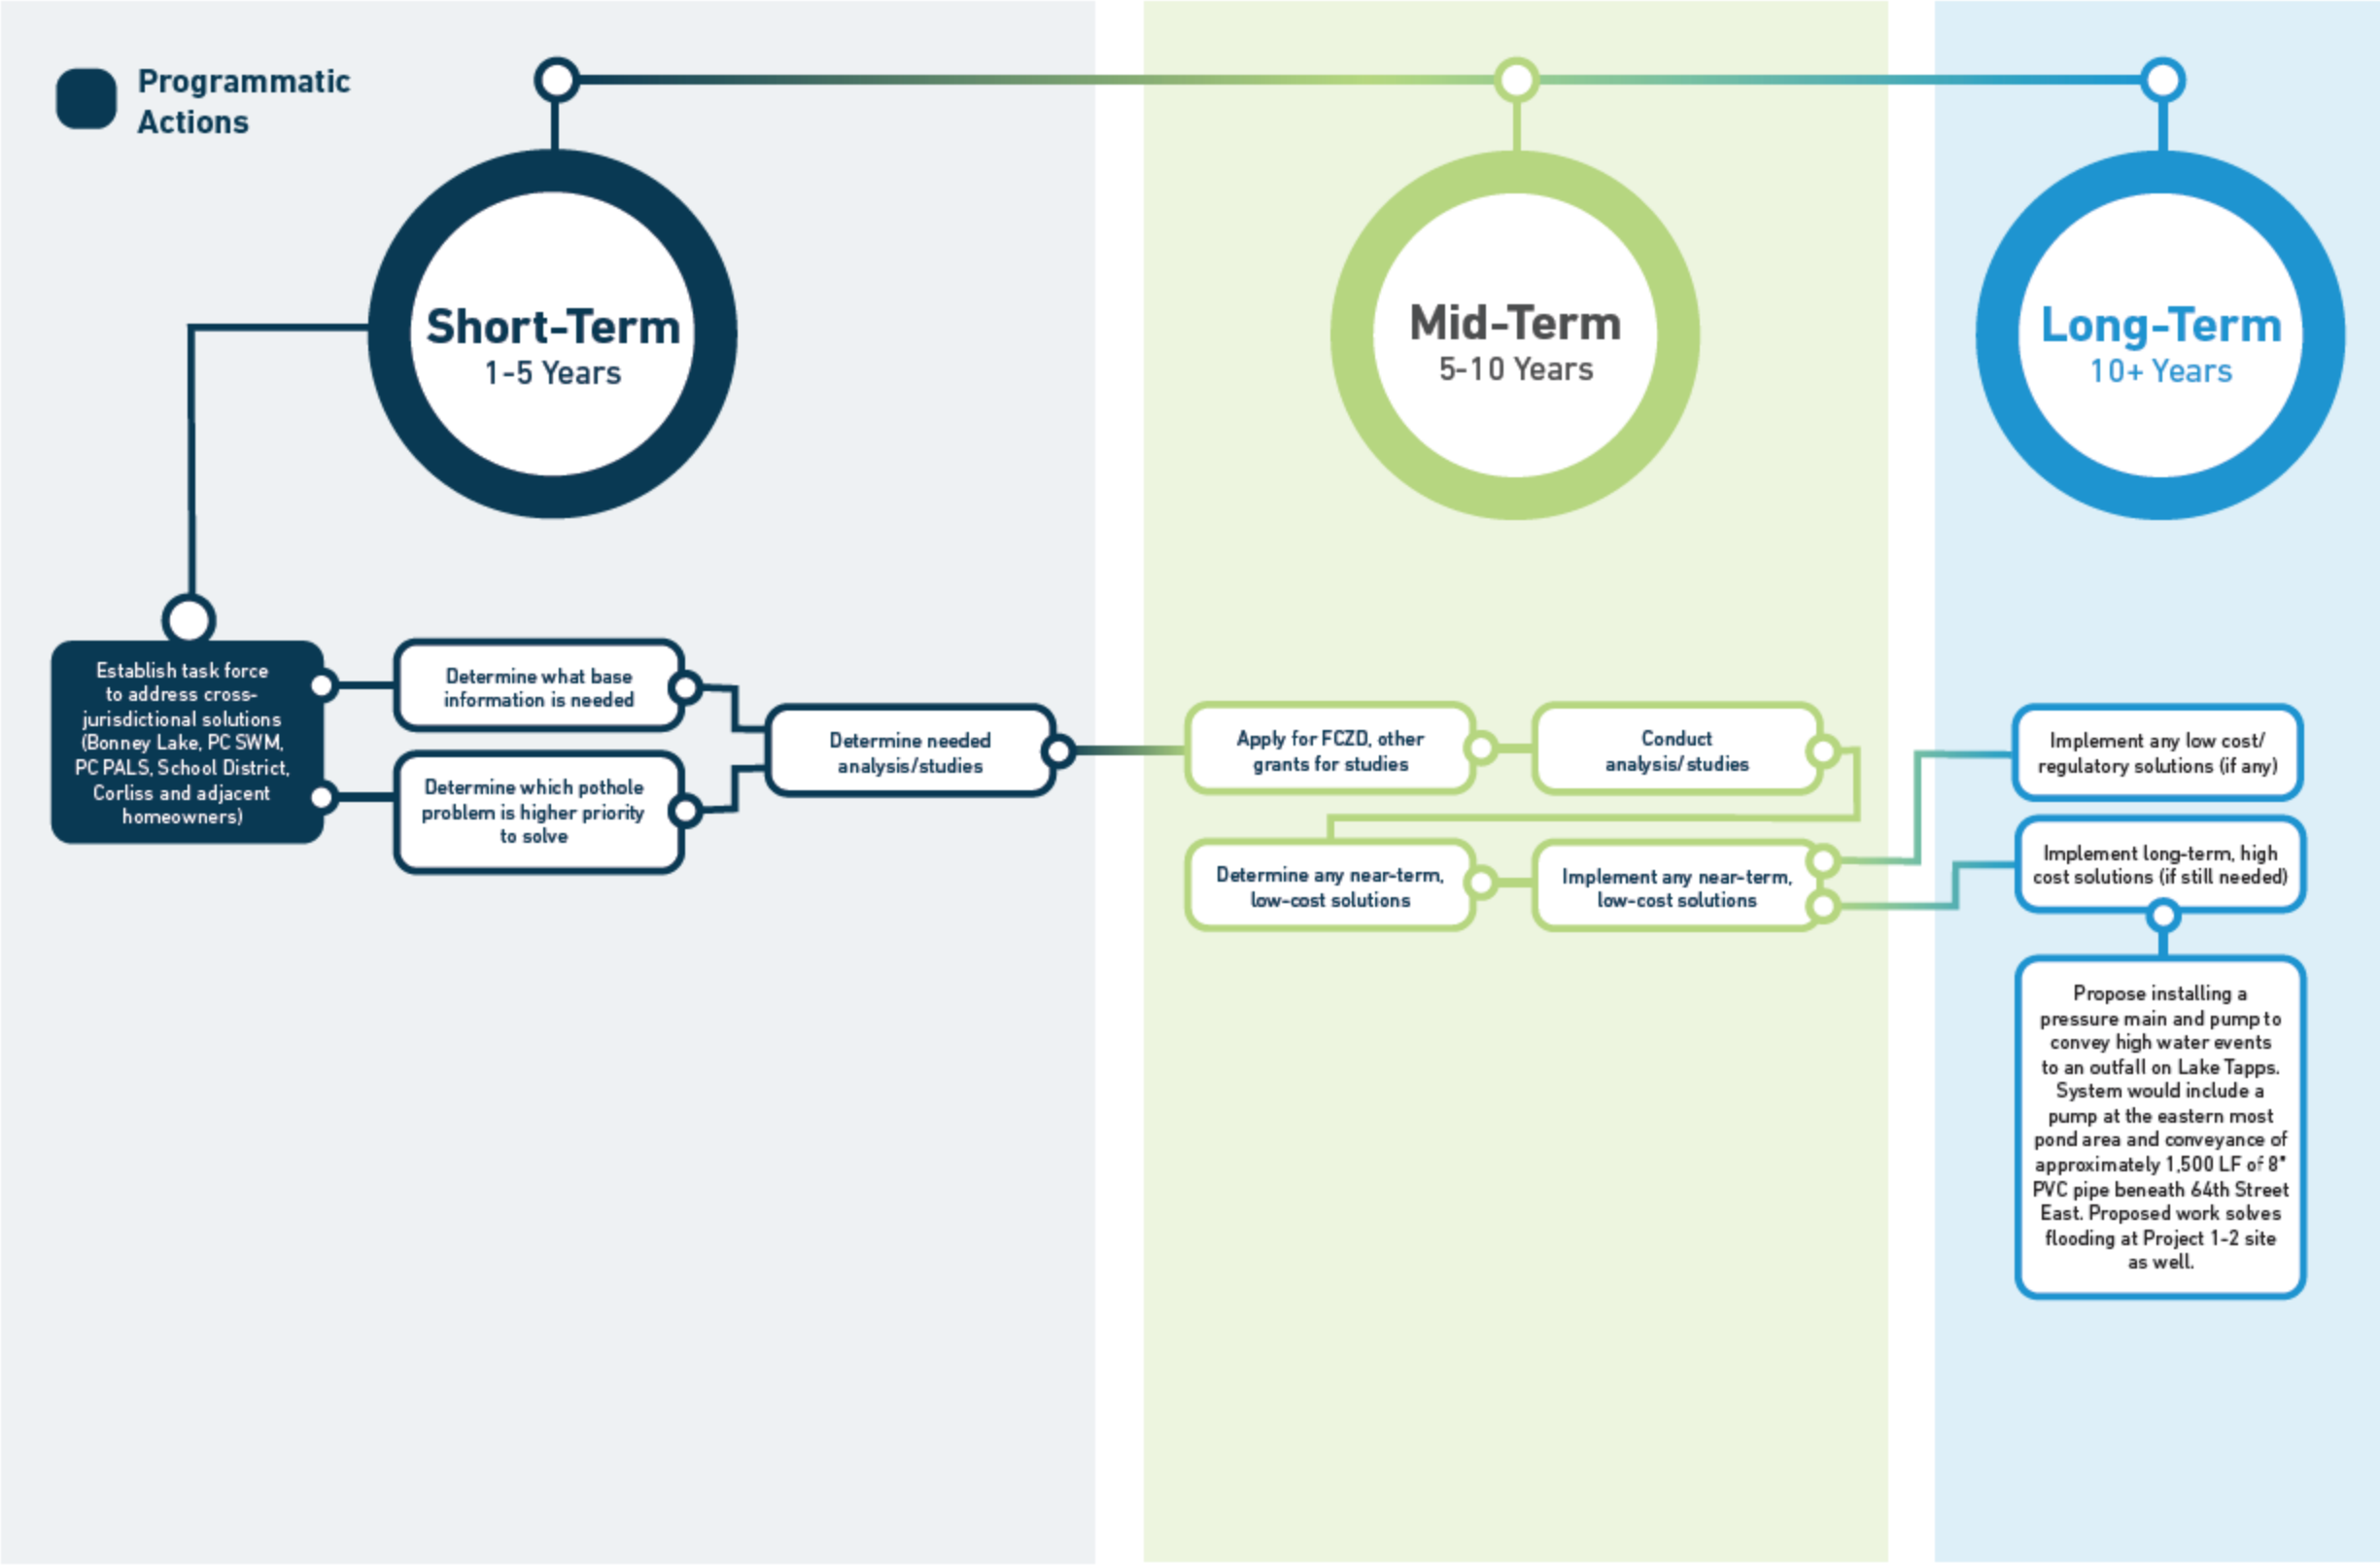 Programmatic
Actions
Short-Term
1-5 Years
Mid-Term
5-10 Years
Long-Term
10+ Years
Establish task force
to address cross-
jurisdictional solutions
(Bonney Lake, PC SWM,
PC PALS, School District,
Corliss and adjacent
homeowners)
Determine what base
information is needed
Determine which pothole
problem is higher priority
to solve
Determine needed
analysis/studies
Apply for FCZD, other
grants for studies
Conduct
analysis/studies
Determine any near-term,
low-cost solutions
Implement any near-term,
low-cost solutions
Implement any low cost/
regulatory solutions (if any)
Implement long-term, high
cost solutions (if still needed)
Propose installing a
pressure main and pump to
convey high water events
to an outfall on Lake Tapps.
System would include a
pump at the eastern most
pond area and conveyance of
approximately 1,500 LF of 8"
PVC pipe beneath 64th Street
East. Proposed work solves
flooding at Project 1-2 site
as well.